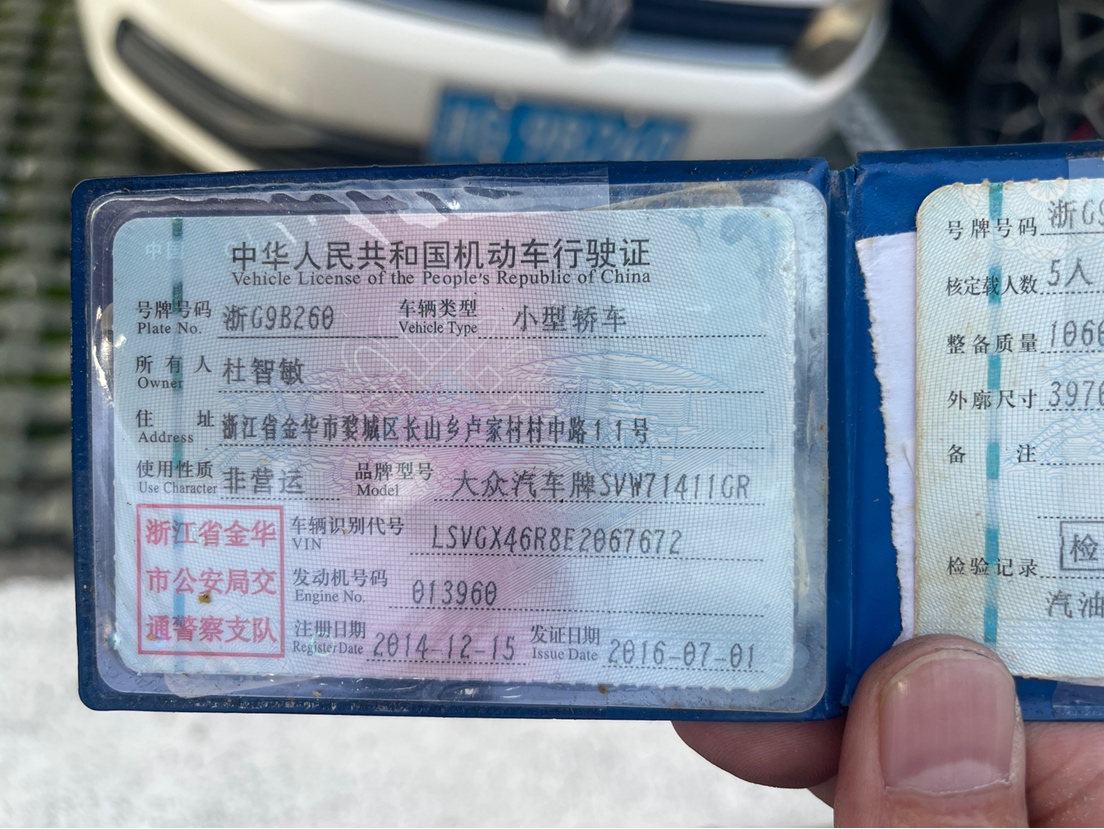 中华人民共和国机动车行驶证
Vehicle License of the People's Republic of China
号牌号码 浙G9B260 车辆类型 小型轿车
Plate No. Vehicle Type
所有人 杜智敏
Owner
住址 浙江省金华市婺城区长山乡卢家村村中路11号
Address
使用性质 非营运 品牌型号 大众汽车牌SVW71411GR
Use Character Model
浙江省金华
市公安局交
通警察支队
车辆识别代号 LSVGX46R8E2067672
VIN
发动机号码 013960
Engine No.
注册日期 2014-12-15 发证日期 2016-07-01
Register Date Issue Date
号牌号码 浙G9
核定载人数 5人
整备质量 1060
外廓尺寸 3976
备注
检验记录 检
汽油